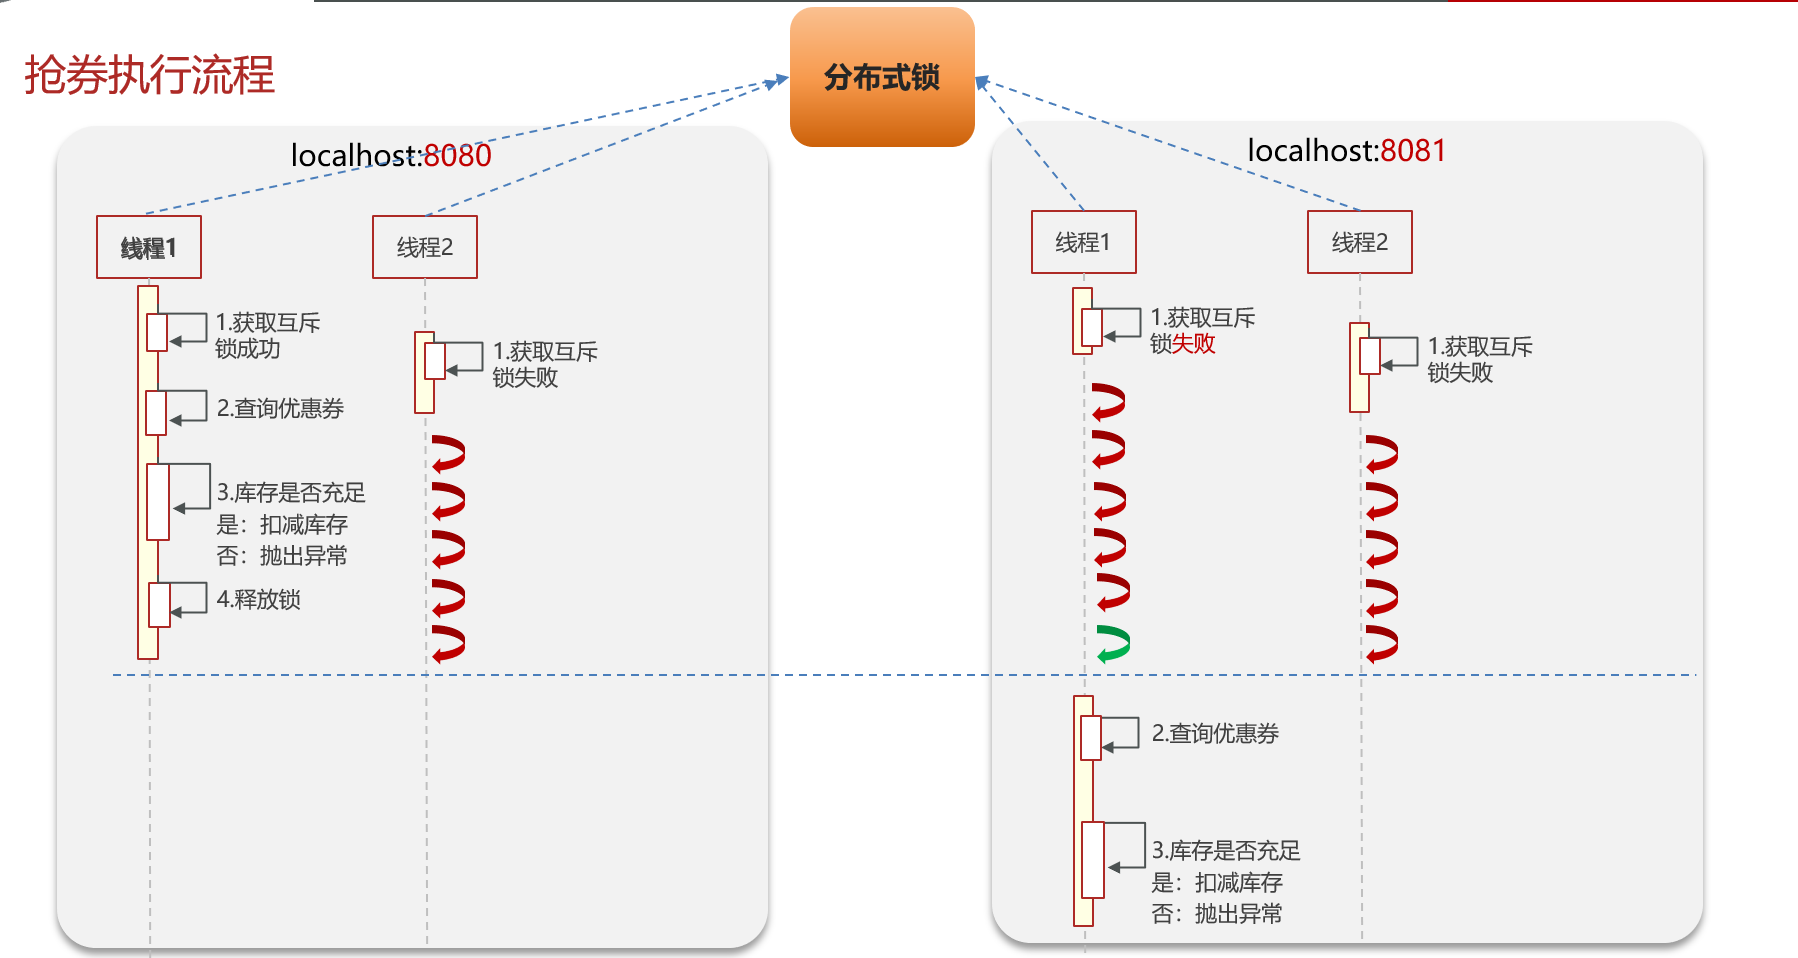 抢券执行流程
分布式锁
localhost:8080
线程1
线程2
1.获取互斥
锁成功
2.查询优惠券
3.库存是否充足
是：扣减库存
否：抛出异常
4.释放锁
1.获取互斥
锁失败
localhost:8081
线程1
线程2
1.获取互斥
锁失败
1.获取互斥
锁失败
2.查询优惠券
3.库存是否充足
是：扣减库存
否：抛出异常